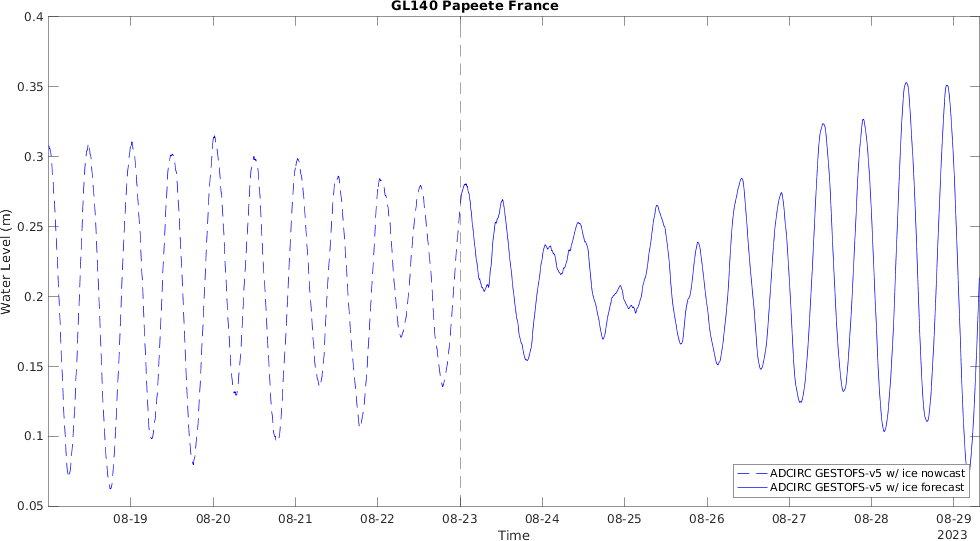 GL140 Papeete France
0.4
0.35
0.3
0.25
0.2
0.15
0.1
0.05
Water Level (m)
08-19 08-20 08-21 08-22 08-23 08-24 08-25 08-26 08-27 08-28 08-29
Time
2023
ADCIRC GESTOFS-v5 w/ ice nowcast
ADCIRC GESTOFS-v5 w/ ice forecast